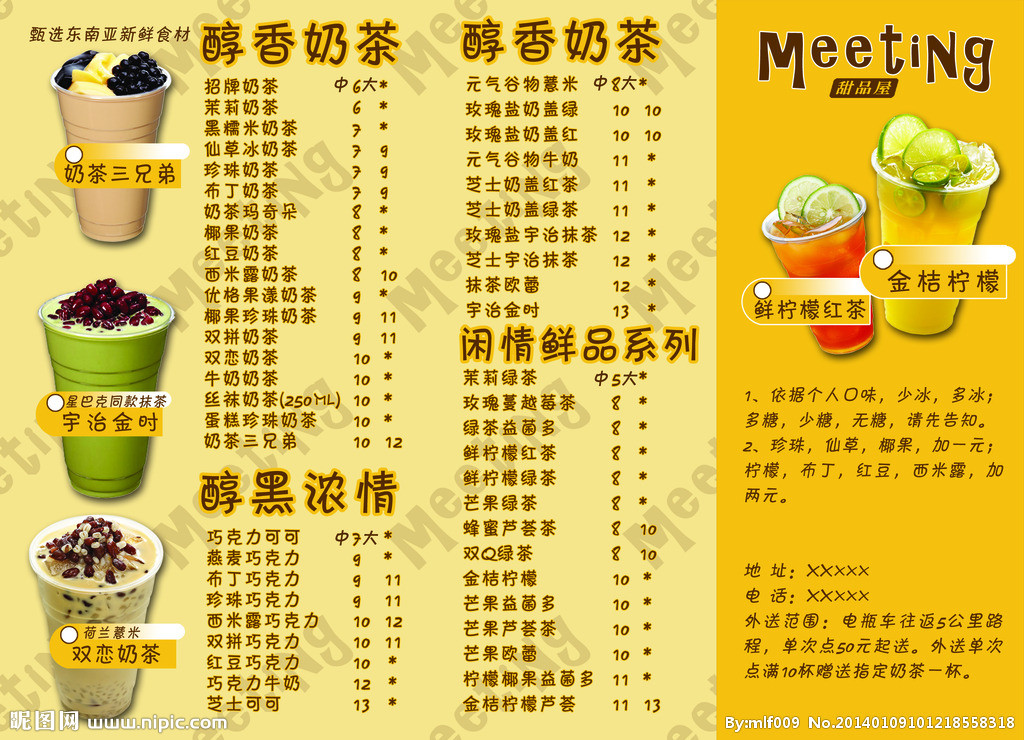 甄选东南亚新鲜食材
奶茶三兄弟
星巴克同款抹茶
宇治金时
荷兰薏米
双恋奶茶
醇香奶茶
招牌奶茶 中6大*
茉莉奶茶 6 *
黑糯米奶茶 7 *
仙草冰奶茶 7 9
珍珠奶茶 7 9
布丁奶茶 7 9
奶茶玛奇朵 8 *
椰果奶茶 8 *
红豆奶茶 8 *
西米露奶茶 8 10
优格果漾奶茶 9 *
椰果珍珠奶茶 9 11
双拼奶茶 9 11
双恋奶茶 10 *
牛奶奶茶 10 *
丝袜奶茶(250ML) 10 *
蛋糕珍珠奶茶 10 *
奶茶三兄弟 10 12
醇黑浓情
巧克力可可 中7大*
燕麦巧克力 9 *
布丁巧克力 9 11
珍珠巧克力 9 11
西米露巧克力 10 12
双拼巧克力 10 11
红豆巧克力 10 *
巧克力牛奶 12 *
芝士可可 13 *
醇香奶茶
元气谷物薏米 中8大*
玫瑰盐奶盖绿 10 10
玫瑰盐奶盖红 10 10
元气谷物牛奶 11 *
芝士奶盖红茶 11 *
芝士奶盖绿茶 11 *
玫瑰盐宇治抹茶 12 *
芝士宇治抹茶 12 *
抹茶欧蕾 12 *
宇治金时 13 *
闲情鲜品系列
茉莉绿茶 中5大*
玫瑰蔓越莓茶 8 *
绿茶益菌多 8 *
鲜柠檬红茶 8 *
鲜柠檬绿茶 8 *
芒果绿茶 8 *
蜂蜜芦荟茶 8 10
双Q绿茶 8 10
金桔柠檬 10 *
芒果益菌多 10 *
芒果芦荟茶 10 *
芒果欧蕾 10 *
柠檬椰果益菌多 11 *
金桔柠檬芦荟 11 13
Meeting
甜品屋
金桔柠檬
鲜柠檬红茶
1、依据个人口味，少冰，多冰；
多糖，少糖，无糖，请先告知。
2、珍珠，仙草，椰果，加一元；
柠檬，布丁，红豆，西米露，加
两元。
地 址：XXXXX
电 话：XXXXX
外送范围：电瓶车往返5公里路
程，单次点50元起送。外送单次
点满10杯赠送指定奶茶一杯。
昵图网 www.nipic.com
By:mlf009 No.20140109101218558318